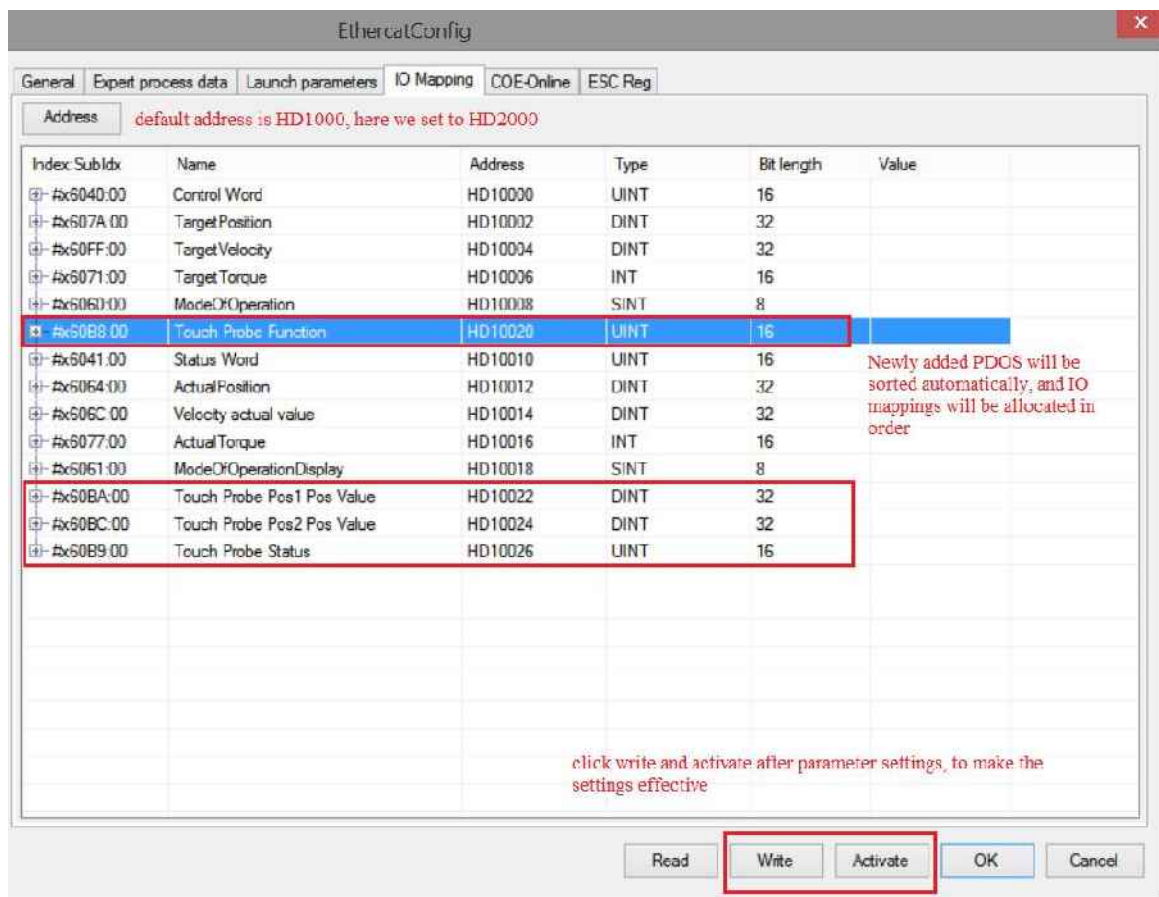 EthercatConfig
General Expert process data Launch parameters IO Mapping COE-Online ESC Reg
Address default address is HD1000, here we set to HD2000
Index:SubIdx Name Address Type Bit length Value
#x6040:00 Control Word HD10000 UINT 16
#x607A:00 TargetPosition HD10002 DINT 32
#x60FF:00 TargetVelocity HD10004 DINT 32
#x6071:00 TargetTorque HD10006 INT 16
#x6060:00 ModeOfOperation HD10008 SINT 8
#x60B8:00 Touch Probe Function HD10020 UINT 16
#x6041:00 Status Word HD10010 UINT 16
#x6064:00 ActualPosition HD10012 DINT 32
#x606C:00 Velocity actual value HD10014 DINT 32
#x6077:00 ActualTorque HD10016 INT 16
#x6061:00 ModeOfOperationDisplay HD10018 SINT 8
#x60BA:00 Touch Probe Pos1 Pos Value HD10022 DINT 32
#x60BC:00 Touch Probe Pos2 Pos Value HD10024 DINT 32
#x60B9:00 Touch Probe Status HD10026 UINT 16
Newly added PDOS will be
sorted automatically, and IO
mappings will be allocated in
order
click write and activate after parameter settings, to make the
settings effective
Read Write Activate OK Cancel